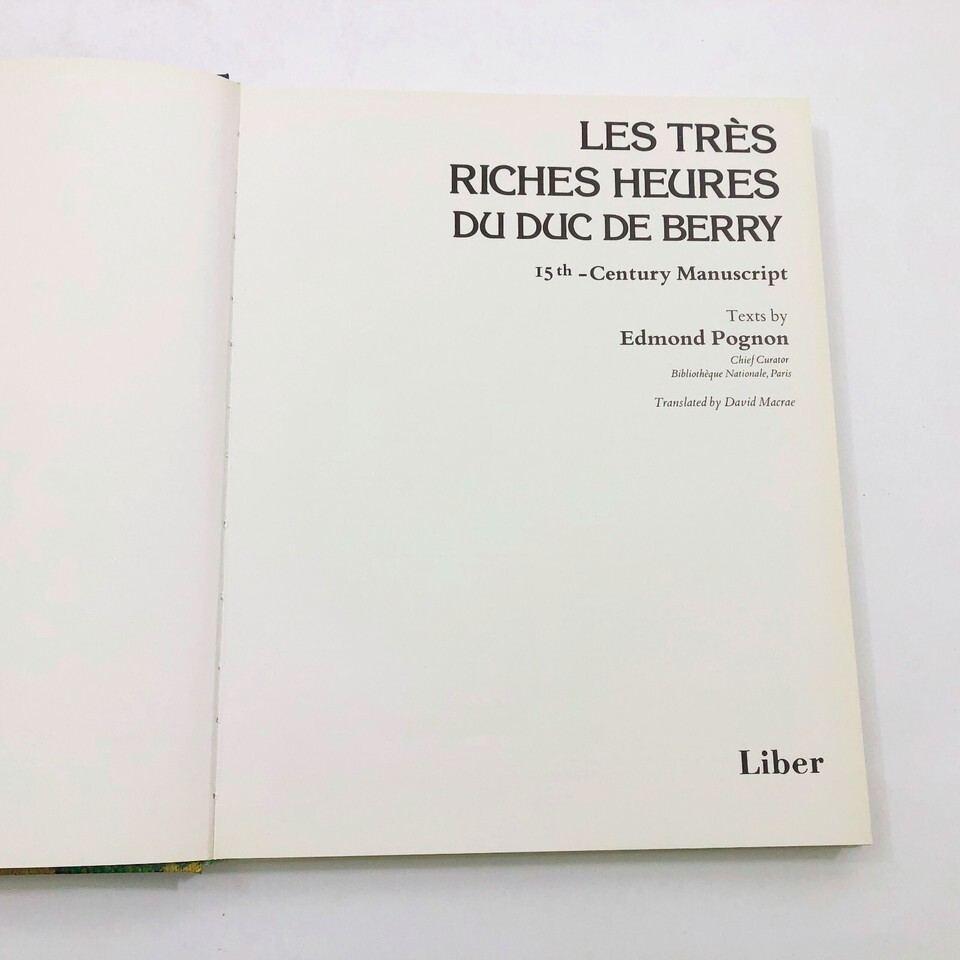 LES TRÈS
RICHES HEURES
DU DUC DE BERRY
15th - Century Manuscript
Texts by
Edmond Pognon
Chief Curator
Bibliothèque Nationale, Paris
Translated by David Macrae
Liber